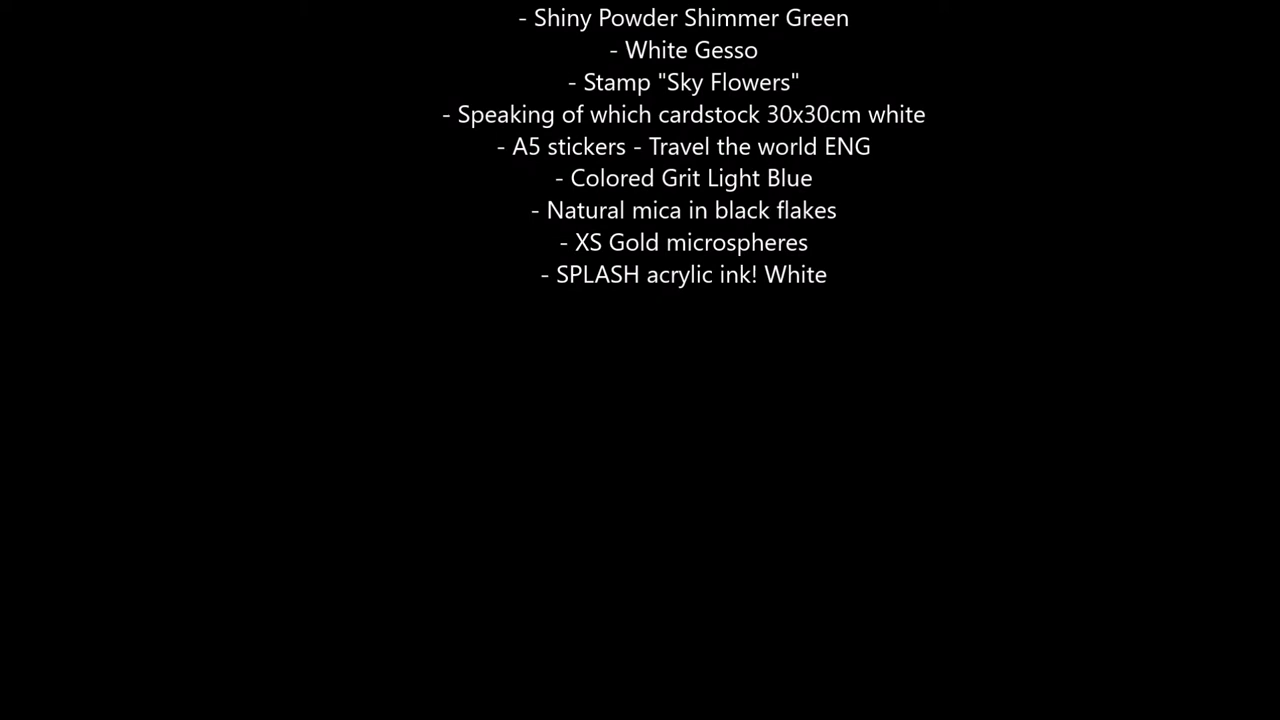 - Shiny Powder Shimmer Green
- White Gesso
- Stamp "Sky Flowers"
- Speaking of which cardstock 30x30cm white
- A5 stickers - Travel the world ENG
- Colored Grit Light Blue
- Natural mica in black flakes
- XS Gold microspheres
- SPLASH acrylic ink! White